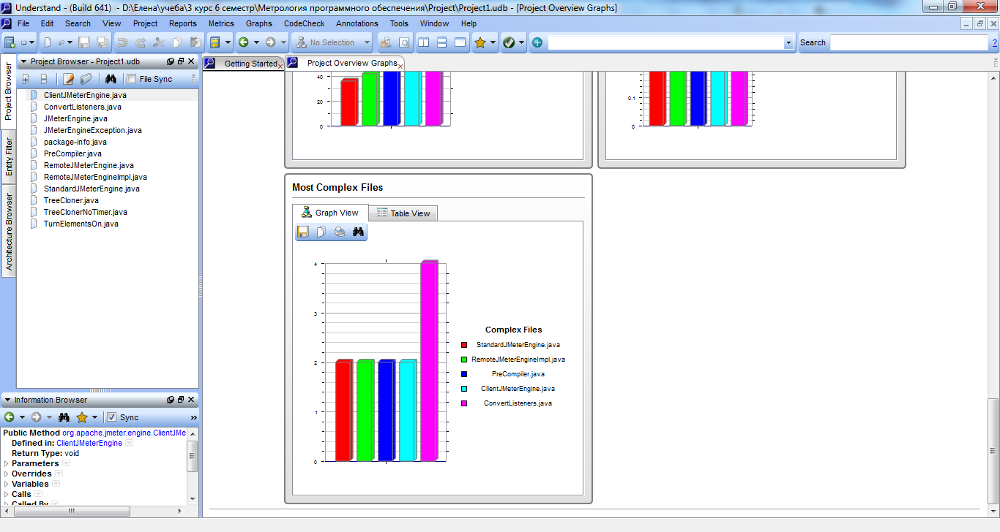 Understand - (Build 641) - D:\Елена\учеба\3 курс 6 семестр\Метрология программного обеспечения\Project\Project1.udb - [Project Overview Graphs]
File Edit Search View Project Reports Metrics Graphs CodeCheck Annotations Tools Window Help
No Selection
Search
?
Project Browser
Entity Filter
Architecture Browser
Project Browser - Project1.udb
File Sync
ClientJMeterEngine.java
ConvertListeners.java
JMeterEngine.java
JMeterEngineException.java
package-info.java
PreCompiler.java
RemoteJMeterEngine.java
RemoteJMeterEngineImpl.java
StandardJMeterEngine.java
TreeCloner.java
TreeClonerNoTimer.java
TurnElementsOn.java
Information Browser
Sync
»
Public Method org.apache.jmeter.engine.ClientJMe
Defined in: ClientJMeterEngine
Return Type: void
Parameters
Overrides
Variables
Calls
Called By
Getting Started
Project Overview Graphs
40
20
0
0.1
0
Most Complex Files
Graph View
Table View
4
3
2
1
0
Complex Files
StandardJMeterEngine.java
RemoteJMeterEngineImpl.java
PreCompiler.java
ClientJMeterEngine.java
ConvertListeners.java